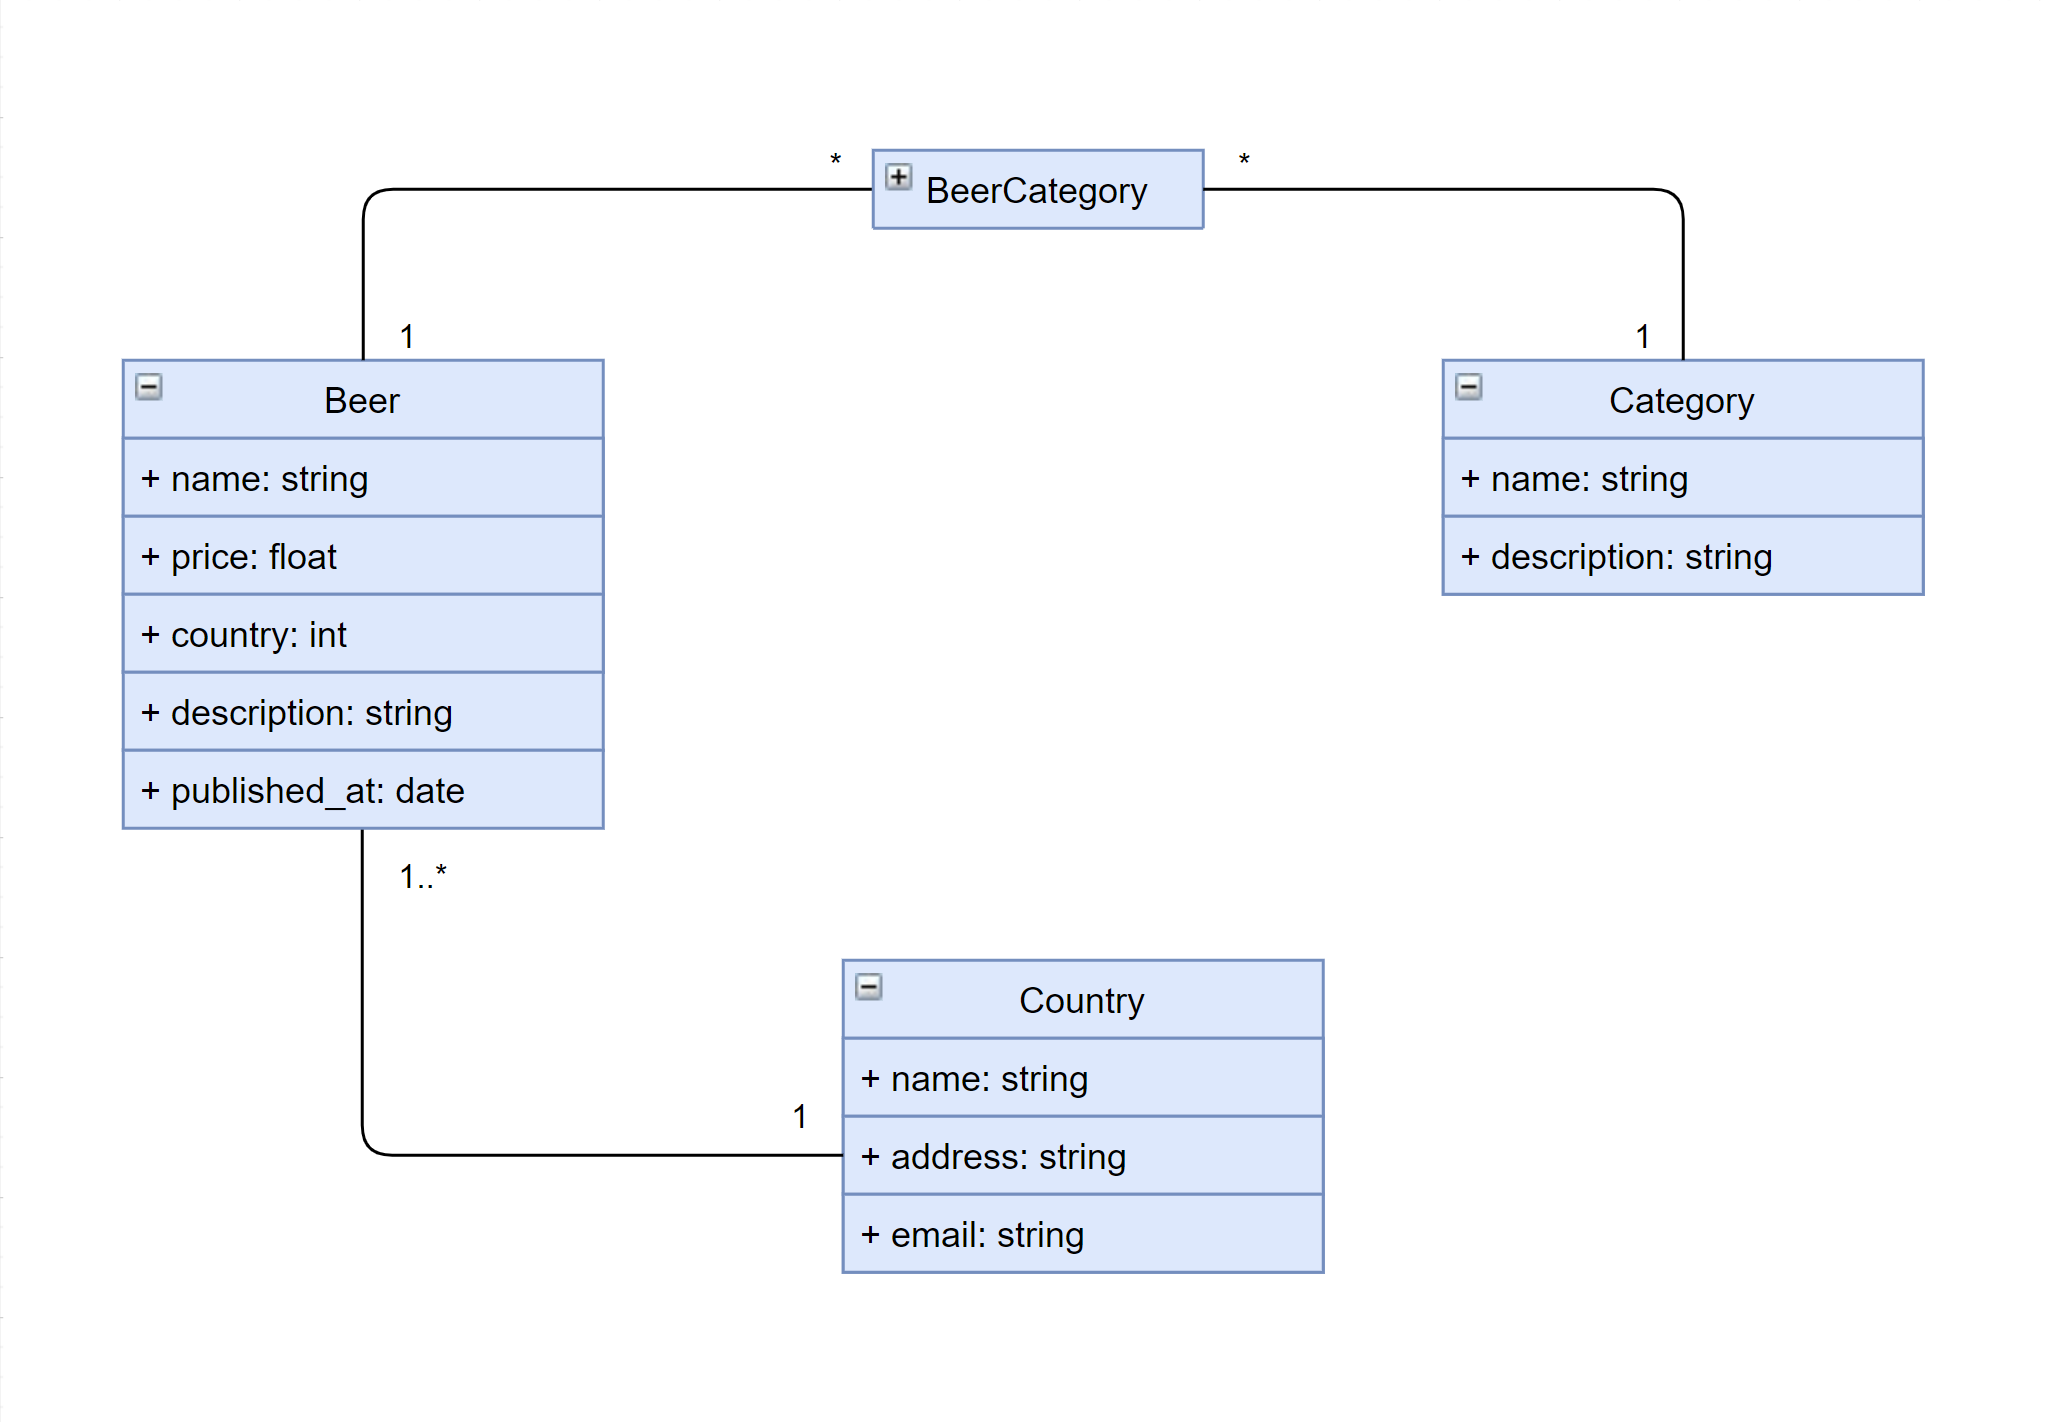 * BeerCategory *
1
1
Beer
+ name: string
+ price: float
+ country: int
+ description: string
+ published_at: date
Category
+ name: string
+ description: string
1..*
1
Country
+ name: string
+ address: string
+ email: string